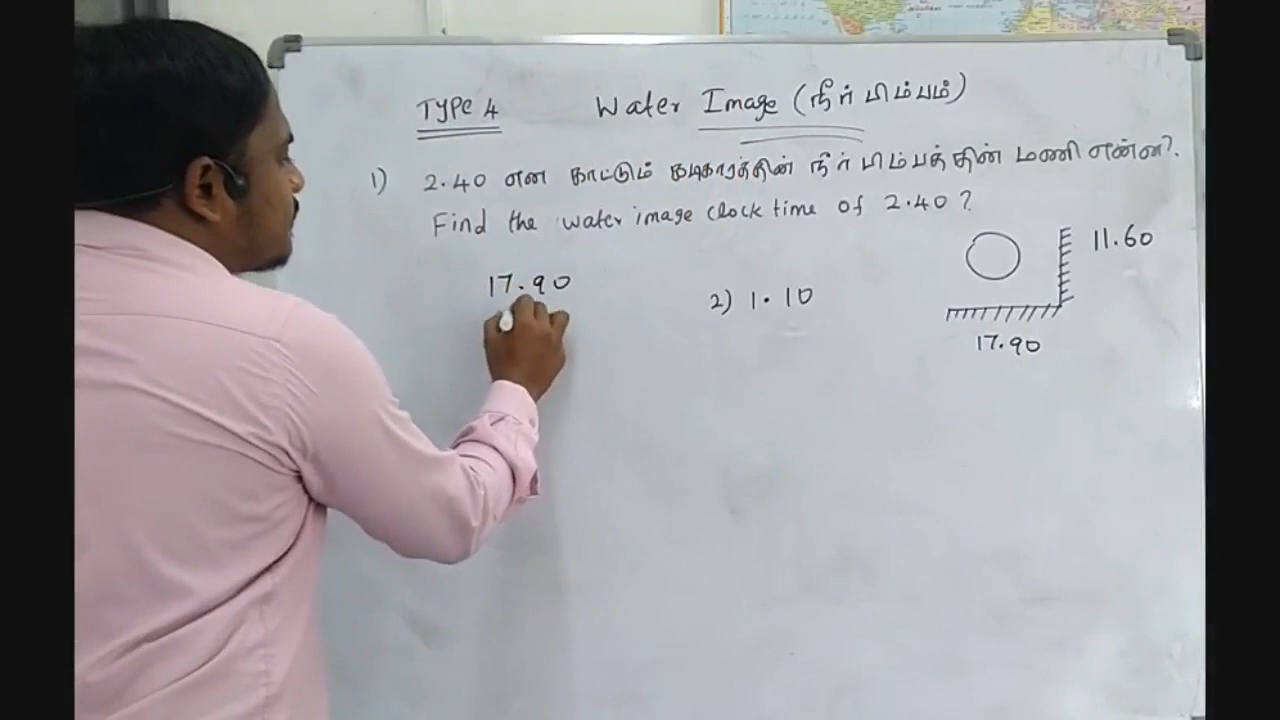 TYPE 4 Water Image (நீர் பிம்பம்)
1) 2.40 என காட்டும் கடிகாரத்தின் நீர் பிம்பத்தின் மணி என்ன?.
Find the water image clock time of 2.40?
11.60
17.90
2) 1.10
17.90